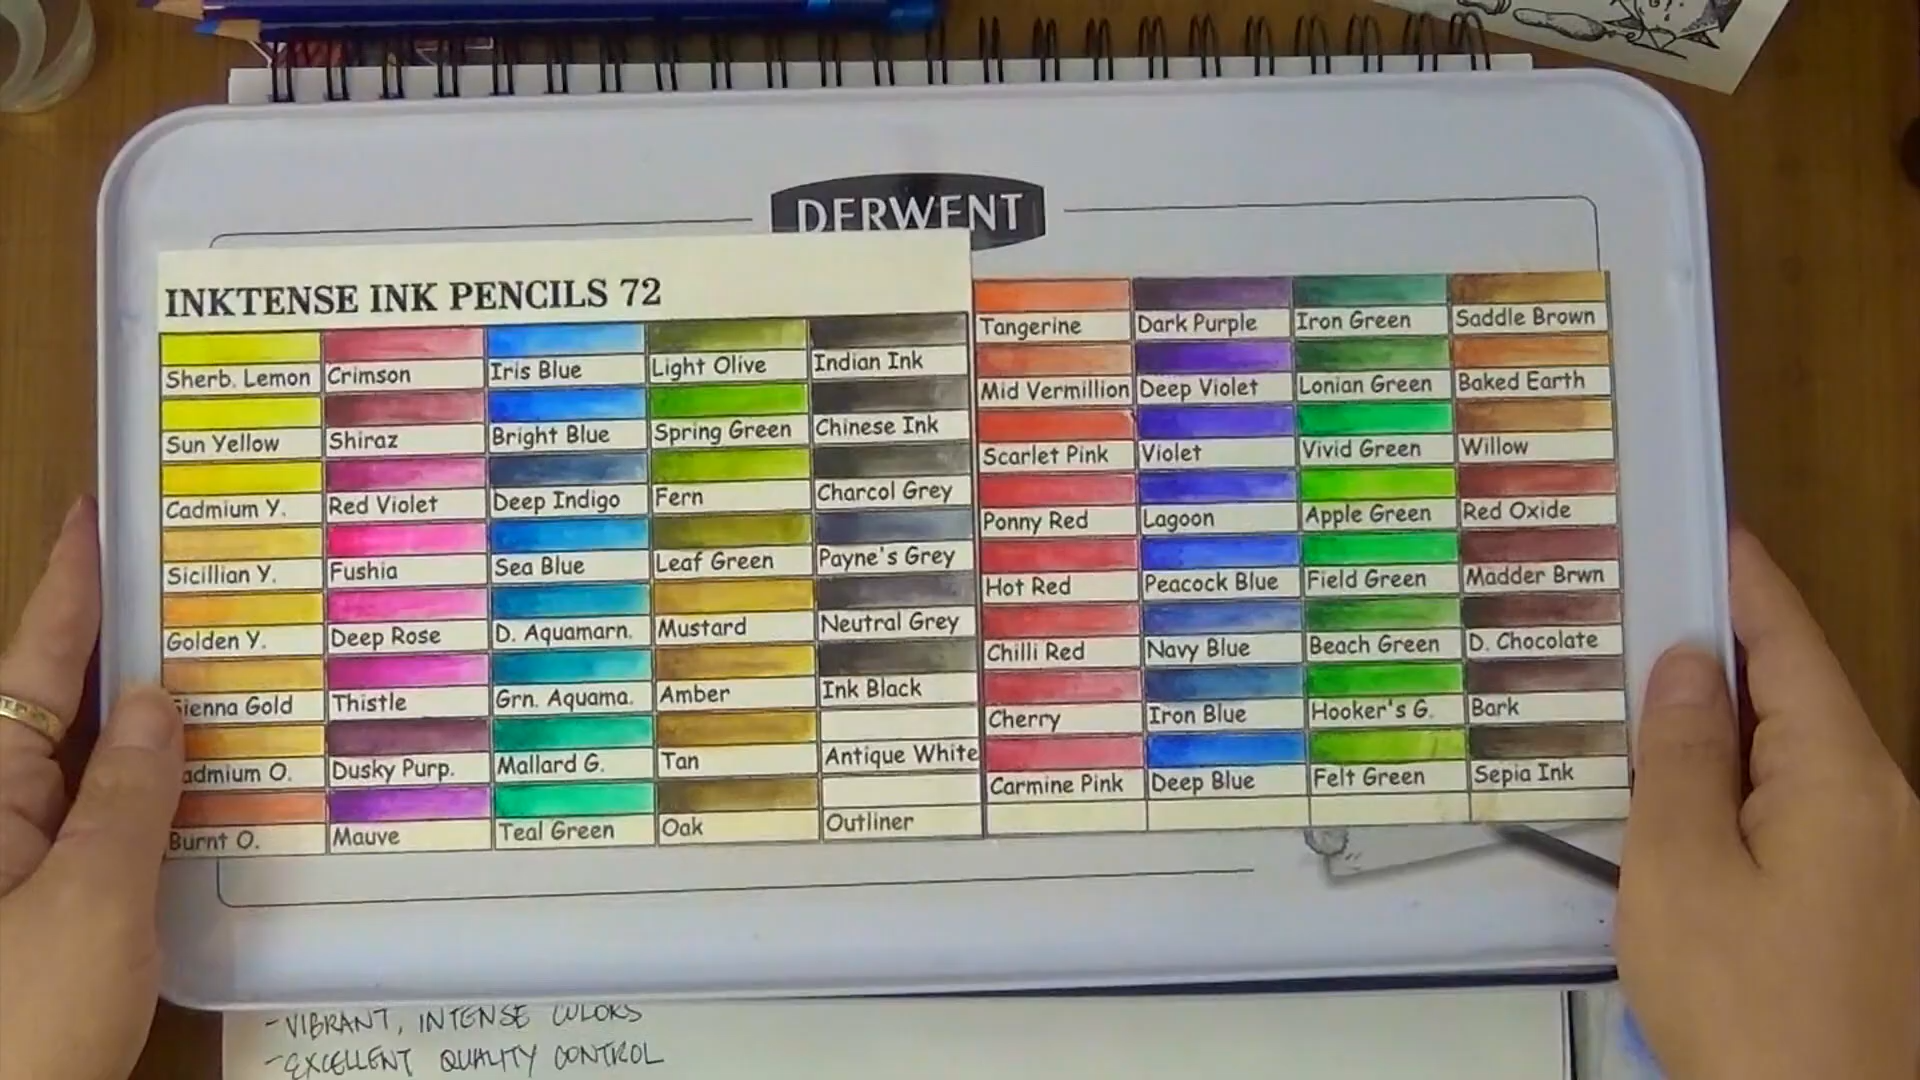 DERWENT
INKTENSE INK PENCILS 72
Sherb. Lemon Crimson Iris Blue Light Olive Indian Ink
Sun Yellow Shiraz Bright Blue Spring Green Chinese Ink
Cadmium Y. Red Violet Deep Indigo Fern Charcol Grey
Sicillian Y. Fushia Sea Blue Leaf Green Payne's Grey
Golden Y. Deep Rose D. Aquamarn. Mustard Neutral Grey
Sienna Gold Thistle Grn. Aquama. Amber Ink Black
admium O. Dusky Purp. Mallard G. Tan Antique White
Burnt O. Mauve Teal Green Oak Outliner
Tangerine Dark Purple Iron Green Saddle Brown
Mid Vermillion Deep Violet Lonian Green Baked Earth
Scarlet Pink Violet Vivid Green Willow
Ponny Red Lagoon Apple Green Red Oxide
Hot Red Peacock Blue Field Green Madder Brwn
Chilli Red Navy Blue Beach Green D. Chocolate
Cherry Iron Blue Hooker's G. Bark
Carmine Pink Deep Blue Felt Green Sepia Ink
-VIBRANT, INTENSE COLORS
-EXCELLENT QUALITY CONTROL